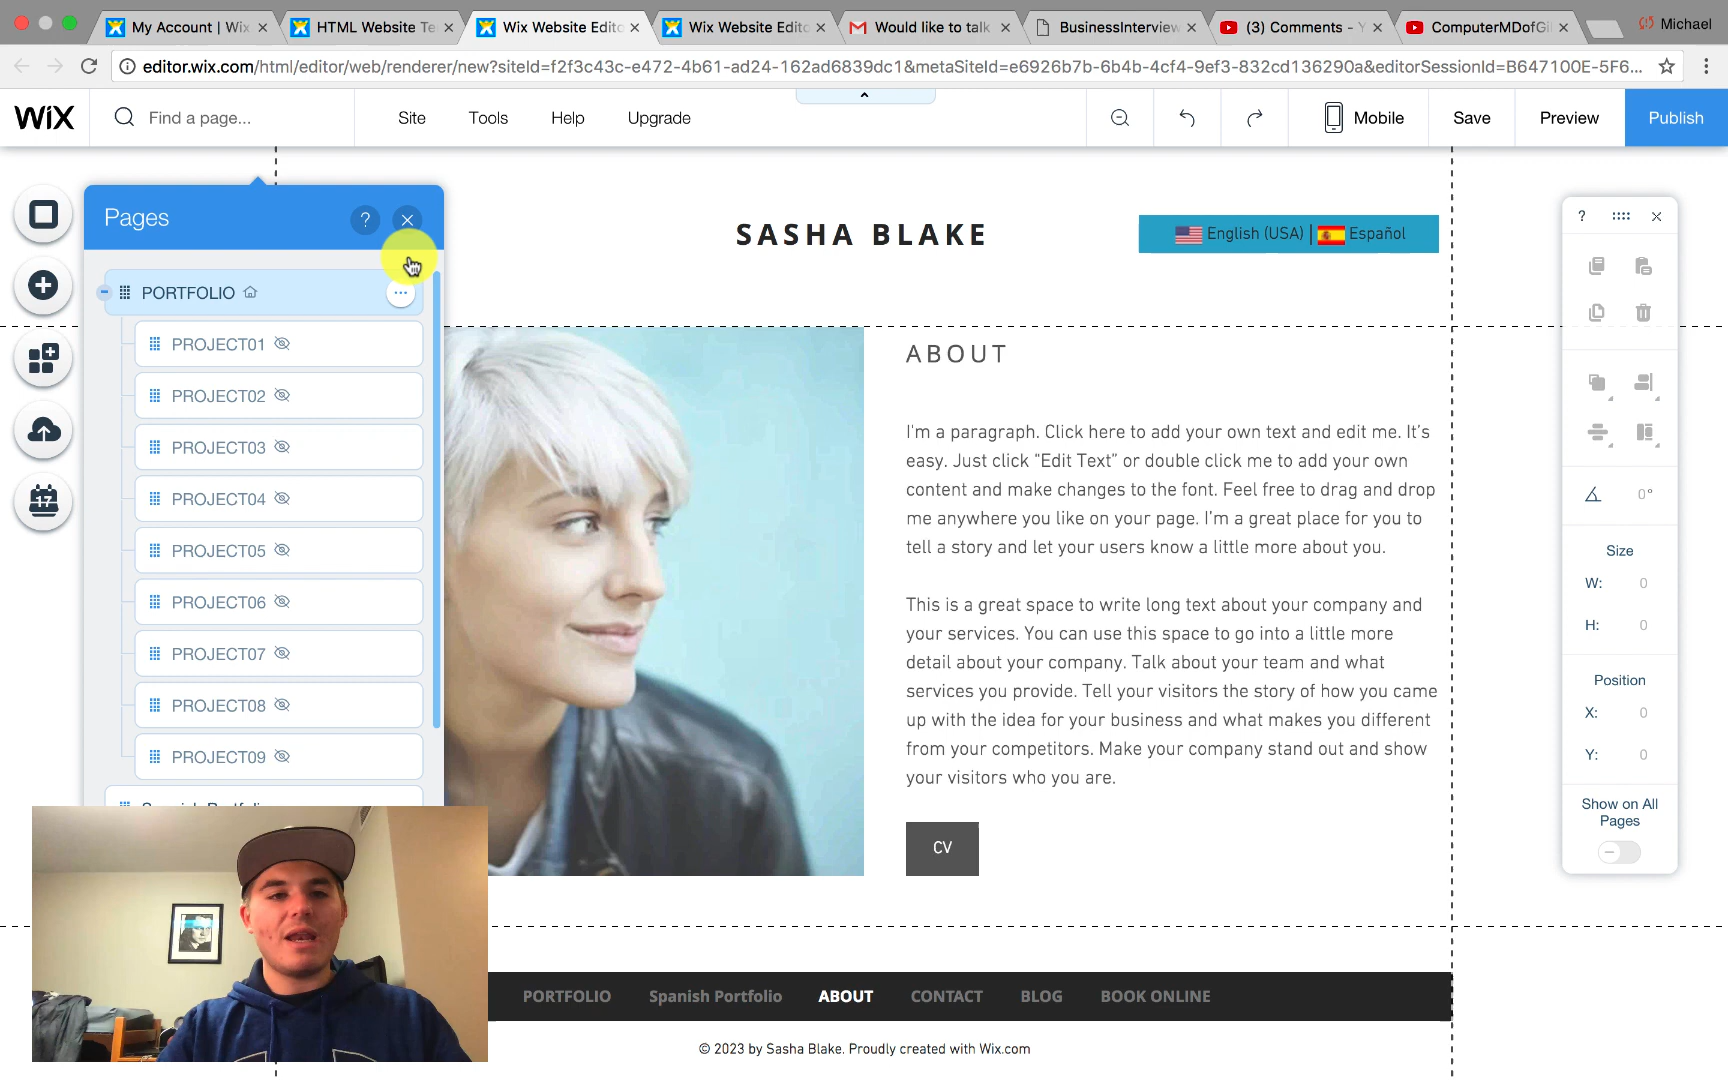 My Account | Wix
HTML Website Te
Wix Website Edito
Wix Website Edito
Would like to talk
BusinessInterview
(3) Comments - Y
ComputerMDofGil
Michael
editor.wix.com/html/editor/web/renderer/new?siteId=f2f3c43c-e472-4b61-ad24-162ad6839dc1&metaSiteId=e6926b7b-6b4b-4cf4-9ef3-832cd136290a&editorSessionId=B647100E-5F6...
WiX
Find a page...
Site
Tools
Help
Upgrade
Mobile
Save
Preview
Publish
Pages
?
PORTFOLIO
PROJECT01
PROJECT02
PROJECT03
PROJECT04
PROJECT05
PROJECT06
PROJECT07
PROJECT08
PROJECT09
17
SASHA BLAKE
English (USA) | Español
ABOUT
I'm a paragraph. Click here to add your own text and edit me. It's
easy. Just click "Edit Text" or double click me to add your own
content and make changes to the font. Feel free to drag and drop
me anywhere you like on your page. I'm a great place for you to
tell a story and let your users know a little more about you.
This is a great space to write long text about your company and
your services. You can use this space to go into a little more
detail about your company. Talk about your team and what
services you provide. Tell your visitors the story of how you came
up with the idea for your business and what makes you different
from your competitors. Make your company stand out and show
your visitors who you are.
CV
PORTFOLIO
Spanish Portfolio
ABOUT
CONTACT
BLOG
BOOK ONLINE
© 2023 by Sasha Blake. Proudly created with Wix.com
?
0°
Size
W: 0
H: 0
Position
X: 0
Y: 0
Show on All
Pages